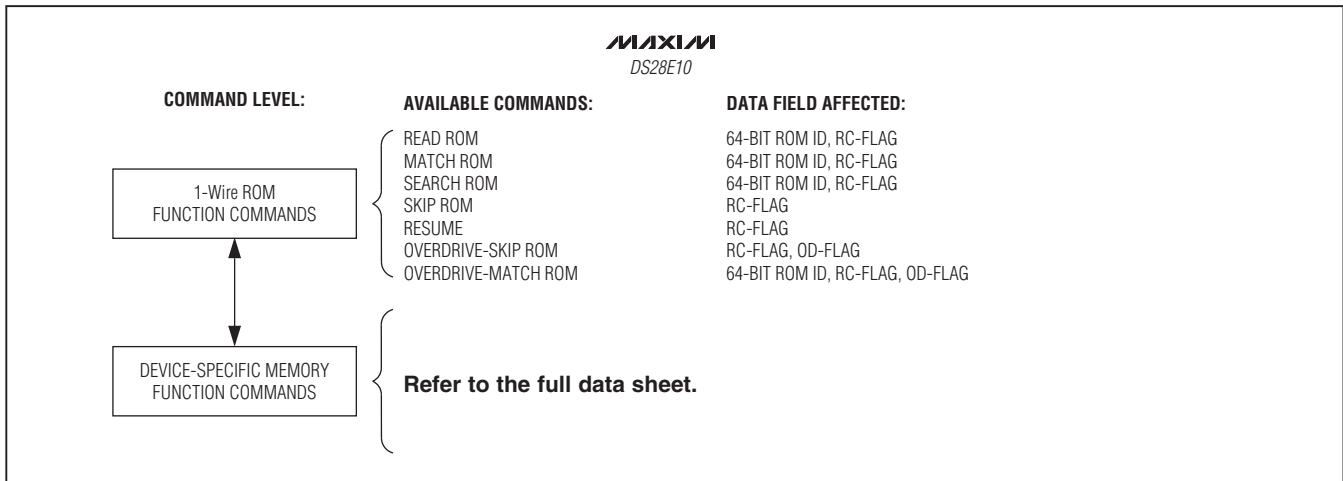 MAXIM
DS28E10
COMMAND LEVEL: AVAILABLE COMMANDS: DATA FIELD AFFECTED:
READ ROM 64-BIT ROM ID, RC-FLAG
MATCH ROM 64-BIT ROM ID, RC-FLAG
SEARCH ROM 64-BIT ROM ID, RC-FLAG
SKIP ROM RC-FLAG
RESUME RC-FLAG
OVERDRIVE-SKIP ROM RC-FLAG, OD-FLAG
OVERDRIVE-MATCH ROM 64-BIT ROM ID, RC-FLAG, OD-FLAG
1-Wire ROM
FUNCTION COMMANDS
DEVICE-SPECIFIC MEMORY
FUNCTION COMMANDS
Refer to the full data sheet.